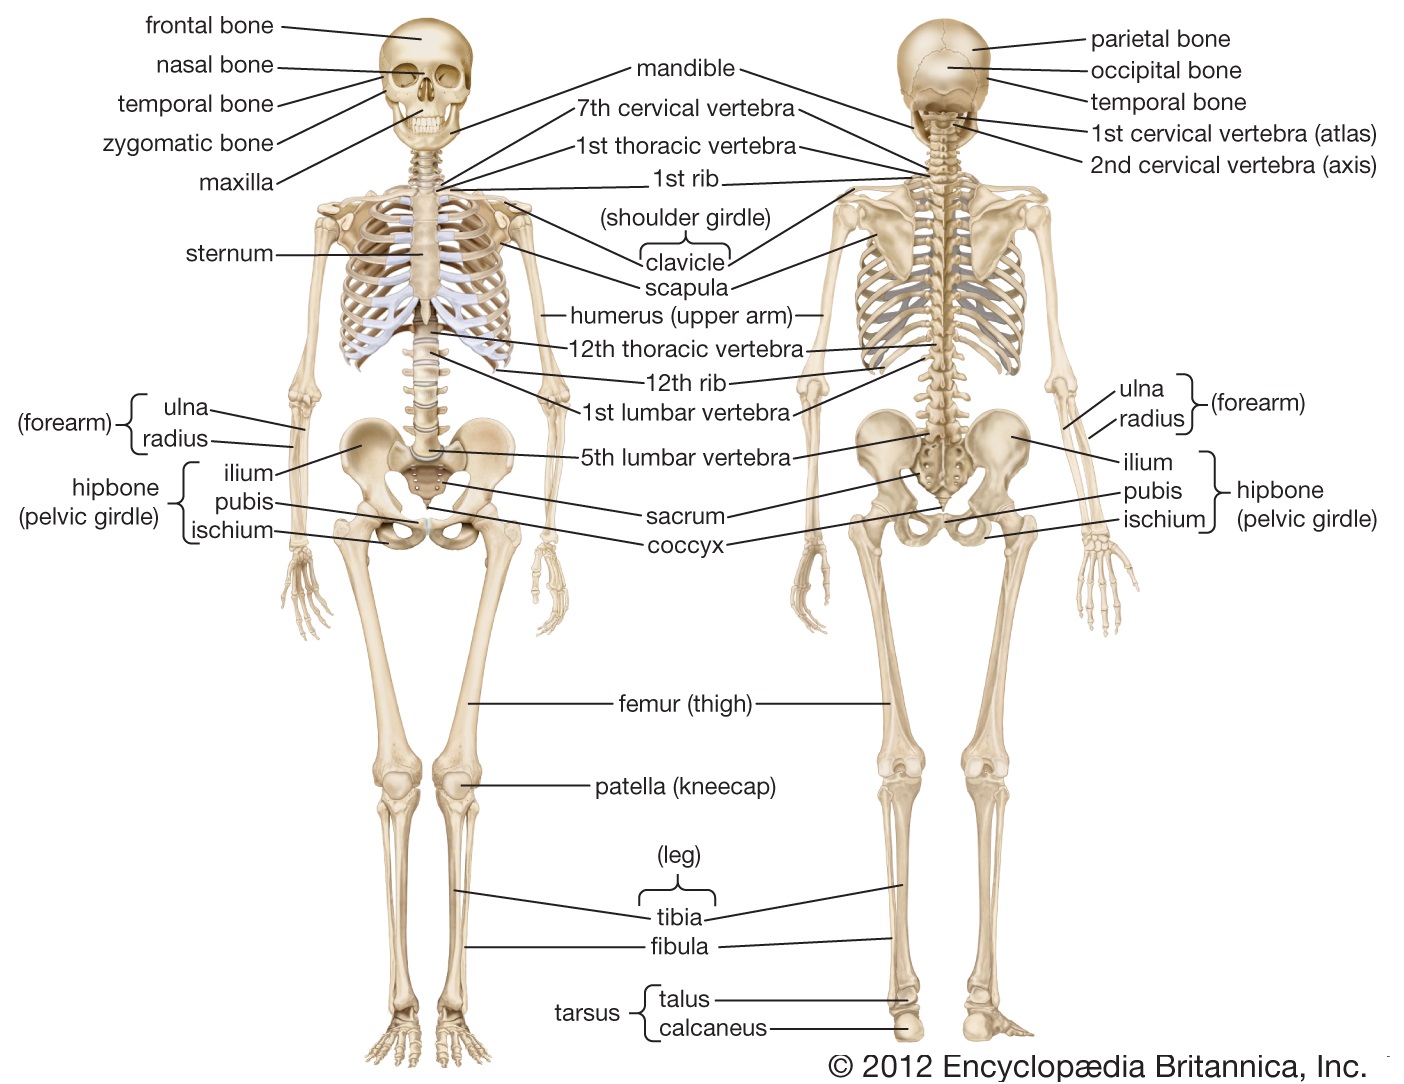 frontal bone
nasal bone
temporal bone
zygomatic bone
maxilla
sternum
(forearm)
ulna
radius
hipbone
(pelvic girdle)
ilium
pubis
ischium
mandible
7th cervical vertebra
1st thoracic vertebra
1st rib
(shoulder girdle)
clavicle
scapula
humerus (upper arm)
12th thoracic vertebra
12th rib
1st lumbar vertebra
5th lumbar vertebra
sacrum
coccyx
femur (thigh)
patella (kneecap)
(leg)
tibia
fibula
tarsus
talus
calcaneus
parietal bone
occipital bone
temporal bone
1st cervical vertebra (atlas)
2nd cervical vertebra (axis)
ulna
radius
(forearm)
ilium
pubis
ischium
hipbone
(pelvic girdle)
© 2012 Encyclopædia Britannica, Inc.